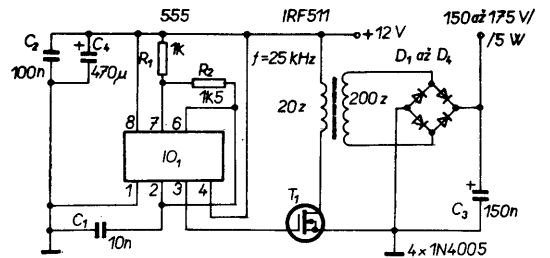 555
IRF511
150 až 175 V/
/5 W
+12 V
C2
100n
C4
+
470µ
R1
1k
R2
1k5
f=25 kHz
D1 až D4
20 z
200 z
8 7 6
IO1
1 2 3 4
T1
C1
10n
+
C3
150n
4×1N4005